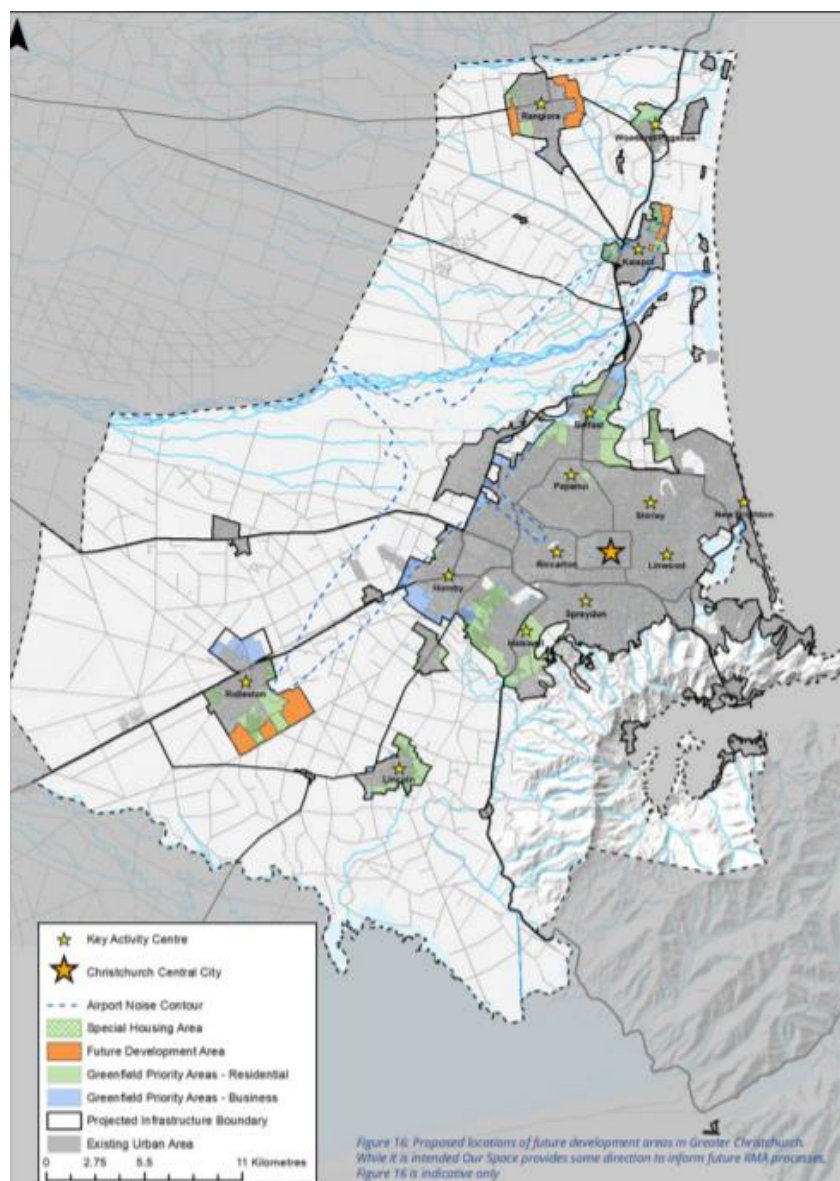 Rangiora
Kaiapoi
Belfast
Papanui
Shirley
New Brighton
Riccarton
Linwood
Hornby
Spreydon
Halswell
Rolleston
Lincoln
Key Activity Centre
Christchurch Central City
Airport Noise Contour
Special Housing Area
Future Development Area
Greenfield Priority Areas - Residential
Greenfield Priority Areas - Business
Projected Infrastructure Boundary
Existing Urban Area
0 2.75 5.5 11 Kilometres
Figure 16: Proposed locations of future development areas in Greater Christchurch.
While it is intended Our Space provides some direction to inform future RMA processes,
Figure 16 is indicative only